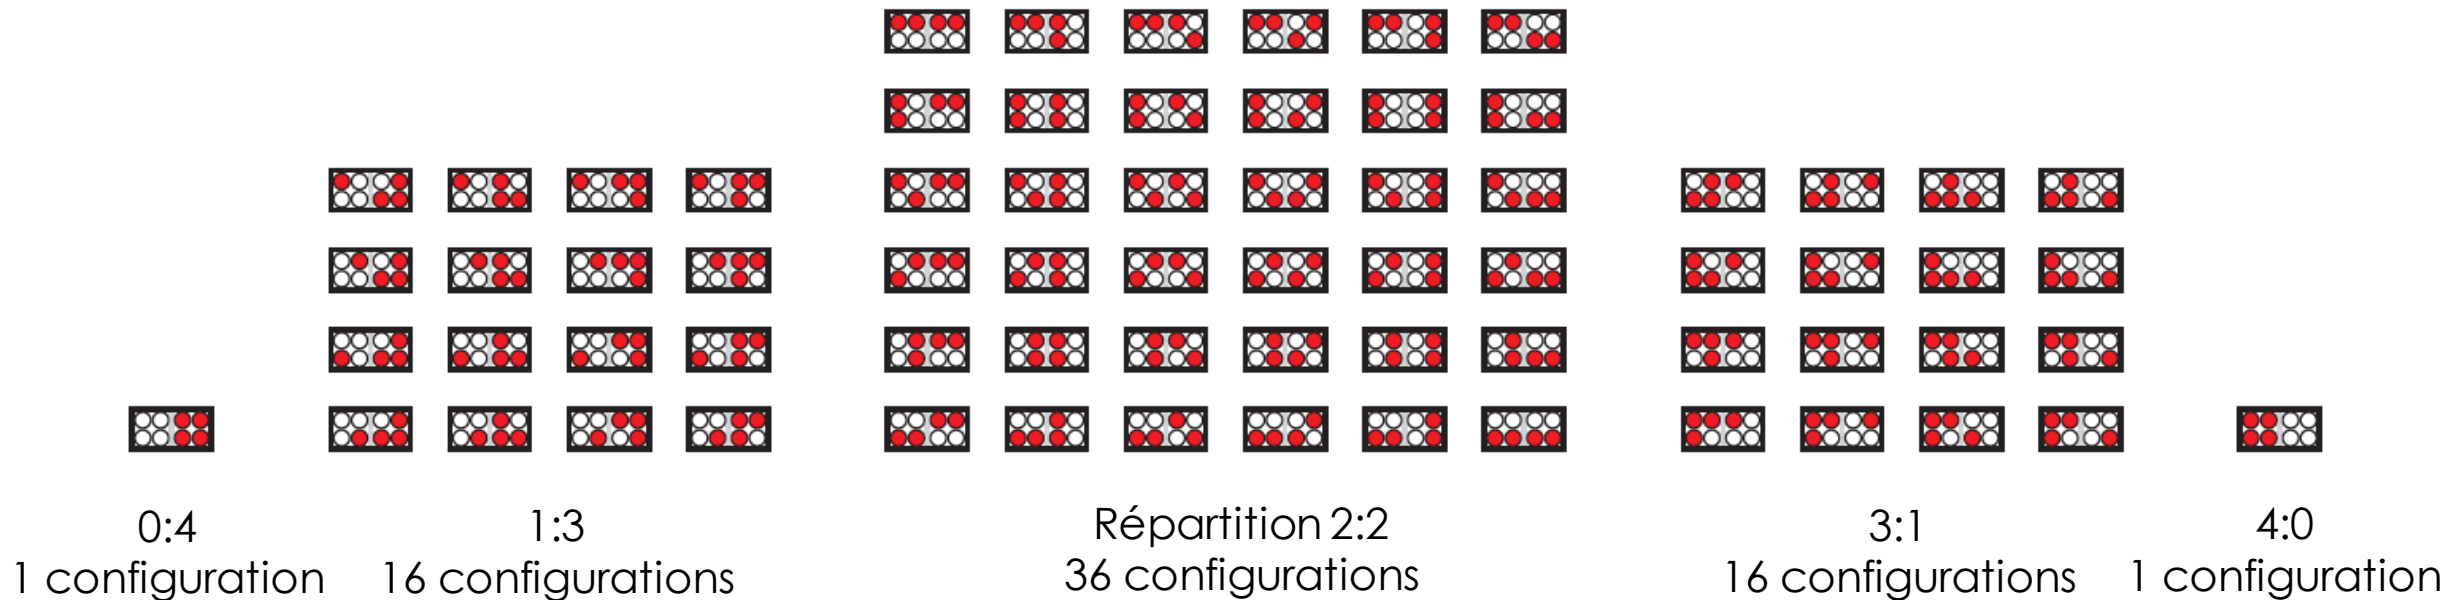 0:4
1 configuration
1:3
16 configurations
Répartition 2:2
36 configurations
3:1
16 configurations
4:0
1 configuration